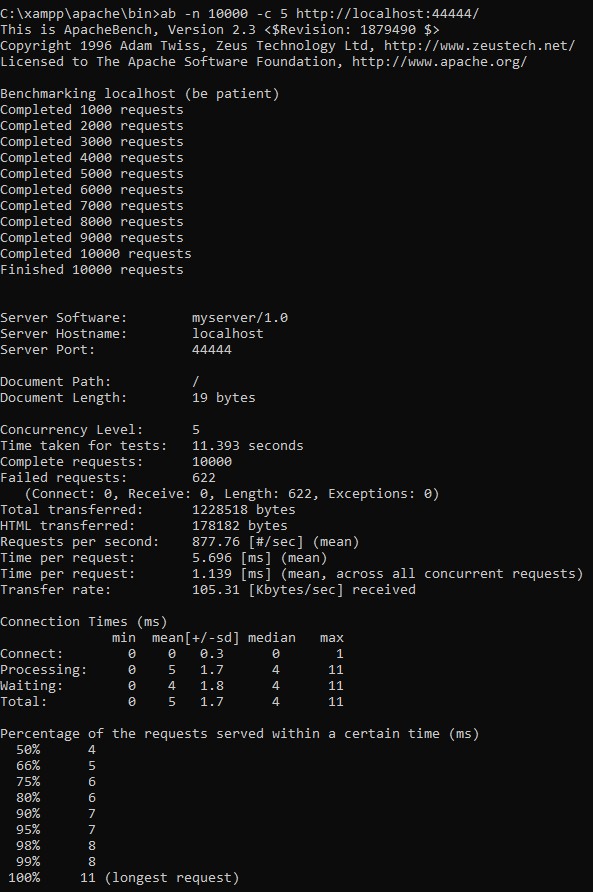 C:\xampp\apache\bin>ab -n 10000 -c 5 http://localhost:44444/
This is ApacheBench, Version 2.3 <$Revision: 1879490 $>
Copyright 1996 Adam Twiss, Zeus Technology Ltd, http://www.zeustech.net/
Licensed to The Apache Software Foundation, http://www.apache.org/

Benchmarking localhost (be patient)
Completed 1000 requests
Completed 2000 requests
Completed 3000 requests
Completed 4000 requests
Completed 5000 requests
Completed 6000 requests
Completed 7000 requests
Completed 8000 requests
Completed 9000 requests
Completed 10000 requests
Finished 10000 requests


Server Software:        myserver/1.0
Server Hostname:        localhost
Server Port:            44444

Document Path:          /
Document Length:        19 bytes

Concurrency Level:      5
Time taken for tests:   11.393 seconds
Complete requests:      10000
Failed requests:        622
   (Connect: 0, Receive: 0, Length: 622, Exceptions: 0)
Total transferred:      1228518 bytes
HTML transferred:       178182 bytes
Requests per second:    877.76 [#/sec] (mean)
Time per request:       5.696 [ms] (mean)
Time per request:       1.139 [ms] (mean, across all concurrent requests)
Transfer rate:          105.31 [Kbytes/sec] received

Connection Times (ms)
              min  mean[+/-sd] median   max
Connect:        0    0   0.3      0       1
Processing:     0    5   1.7      4      11
Waiting:        0    4   1.8      4      11
Total:          0    5   1.7      4      11

Percentage of the requests served within a certain time (ms)
  50%      4
  66%      5
  75%      6
  80%      6
  90%      7
  95%      7
  98%      8
  99%      8
 100%     11 (longest request)